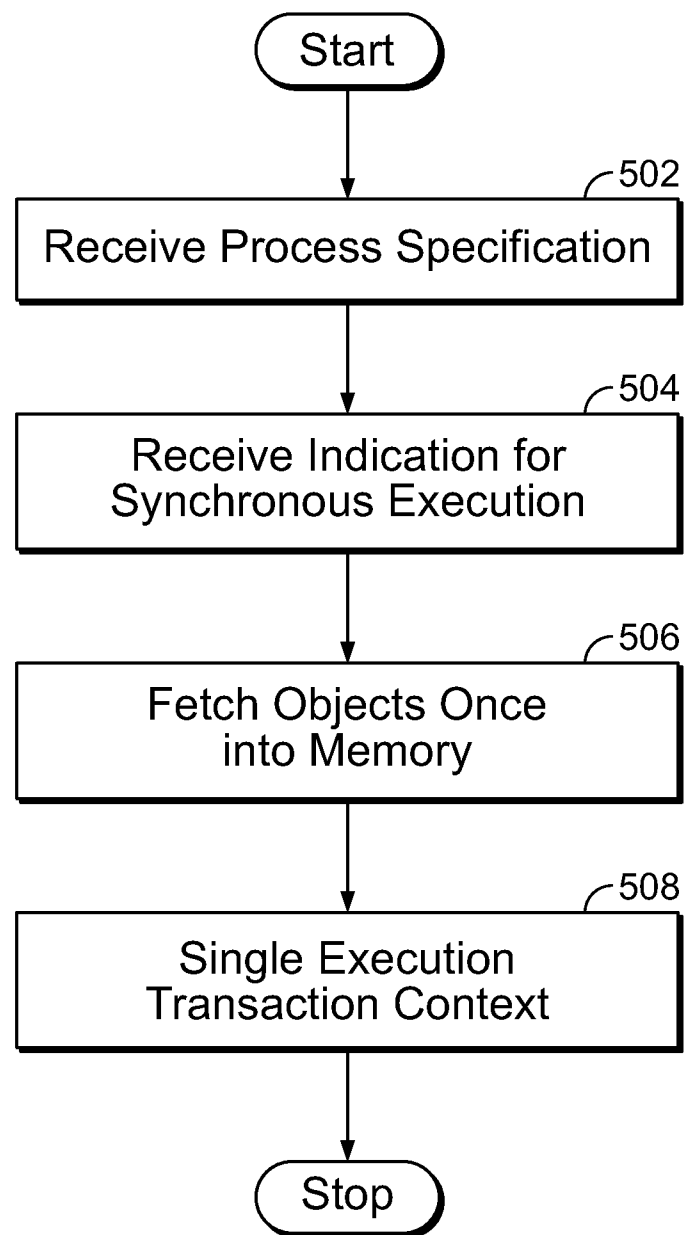 Start
502
Receive Process Specification
504
Receive Indication for
Synchronous Execution
506
Fetch Objects Once
into Memory
508
Single Execution
Transaction Context
Stop